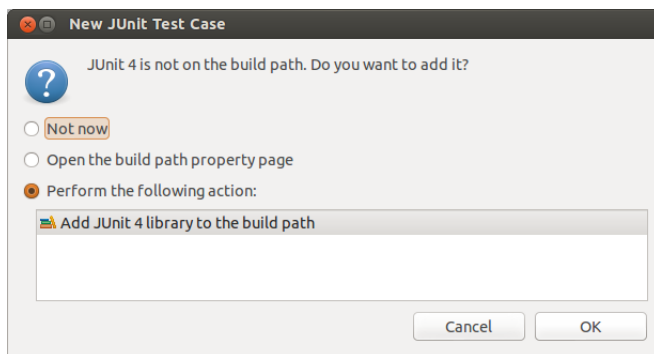 New JUnit Test Case
JUnit 4 is not on the build path. Do you want to add it?
Not now
Open the build path property page
Perform the following action:
Add JUnit 4 library to the build path
Cancel
OK